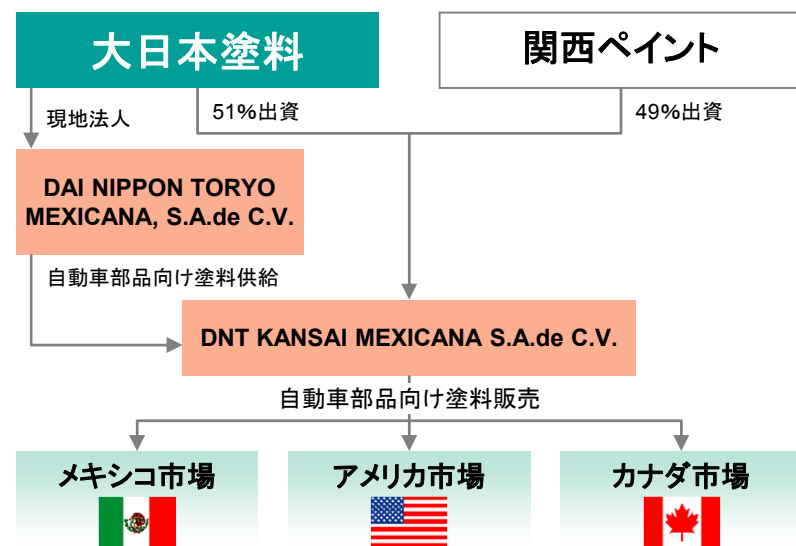 大日本塗料
関西ペイント
現地法人
51%出資
49%出資
DAI NIPPON TORYO
MEXICANA, S.A.de C.V.
自動車部品向け塗料供給
DNT KANSAI MEXICANA S.A.de C.V.
自動車部品向け塗料販売
メキシコ市場
アメリカ市場
カナダ市場